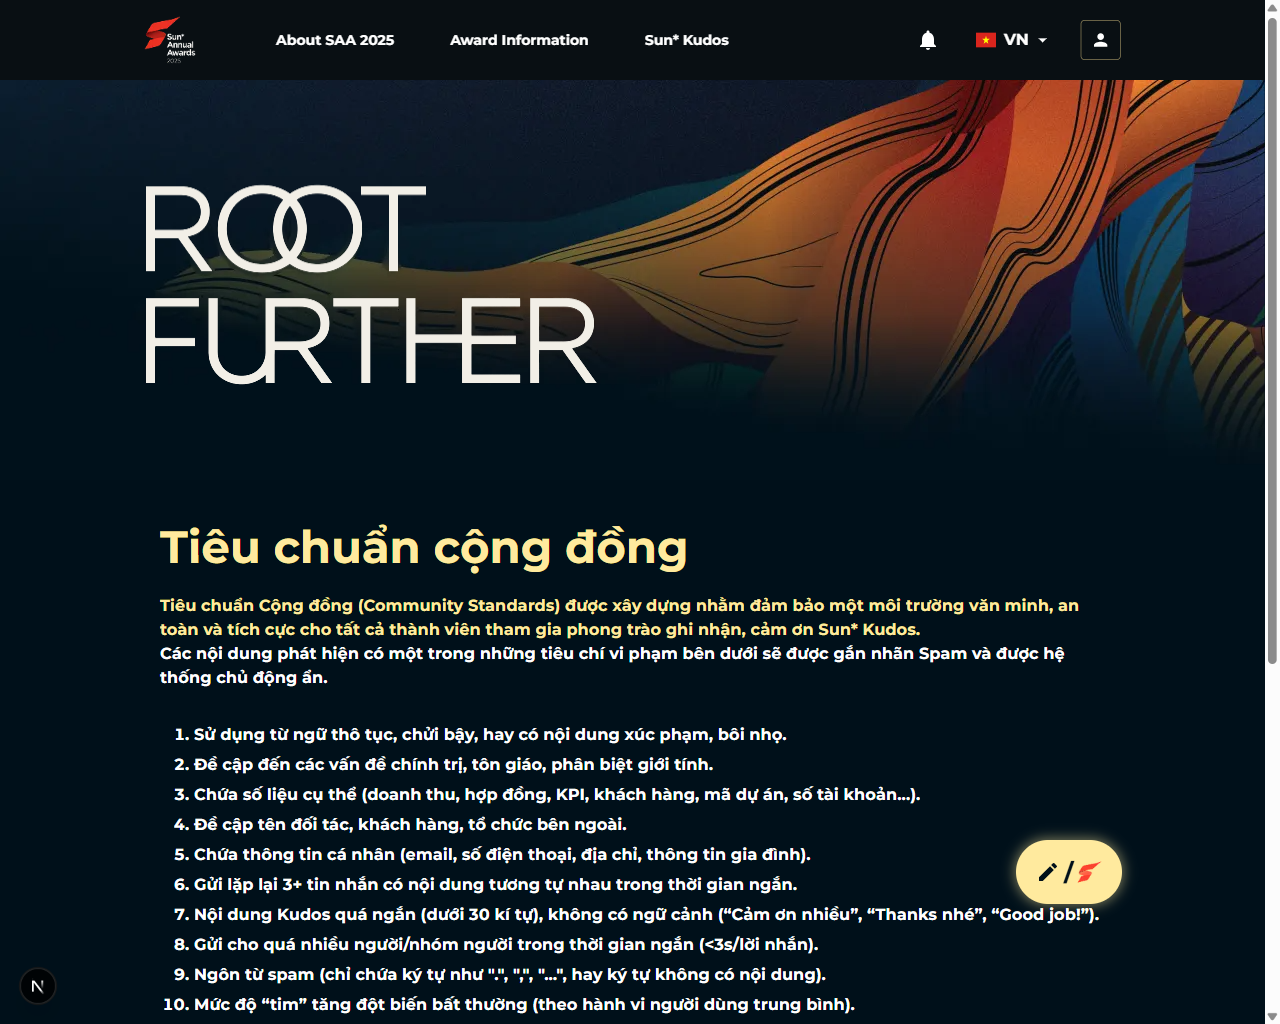 Sun*
Annual
Awards
2025
About SAA 2025
Award Information
Sun* Kudos
VN
ROOT
FURTHER
Tiêu chuẩn cộng đồng
Tiêu chuẩn Cộng đồng (Community Standards) được xây dựng nhằm đảm bảo một môi trường văn minh, an
toàn và tích cực cho tất cả thành viên tham gia phong trào ghi nhận, cảm ơn Sun* Kudos.
Các nội dung phát hiện có một trong những tiêu chí vi phạm bên dưới sẽ được gắn nhãn Spam và được hệ
thống chủ động ẩn.
1. Sử dụng từ ngữ thô tục, chửi bậy, hay có nội dung xúc phạm, bôi nhọ.
2. Đề cập đến các vấn đề chính trị, tôn giáo, phân biệt giới tính.
3. Chứa số liệu cụ thể (doanh thu, hợp đồng, KPI, khách hàng, mã dự án, số tài khoản...).
4. Đề cập tên đối tác, khách hàng, tổ chức bên ngoài.
5. Chứa thông tin cá nhân (email, số điện thoại, địa chỉ, thông tin gia đình).
6. Gửi lặp lại 3+ tin nhắn có nội dung tương tự nhau trong thời gian ngắn.
7. Nội dung Kudos quá ngắn (dưới 30 kí tự), không có ngữ cảnh (“Cảm ơn nhiều”, “Thanks nhé”, “Good job!”).
8. Gửi cho quá nhiều người/nhóm người trong thời gian ngắn (<3s/lời nhắn).
9. Ngôn từ spam (chỉ chứa ký tự như ".", ",", "...", hay ký tự không có nội dung).
10. Mức độ “tim” tăng đột biến bất thường (theo hành vi người dùng trung bình).
/
N